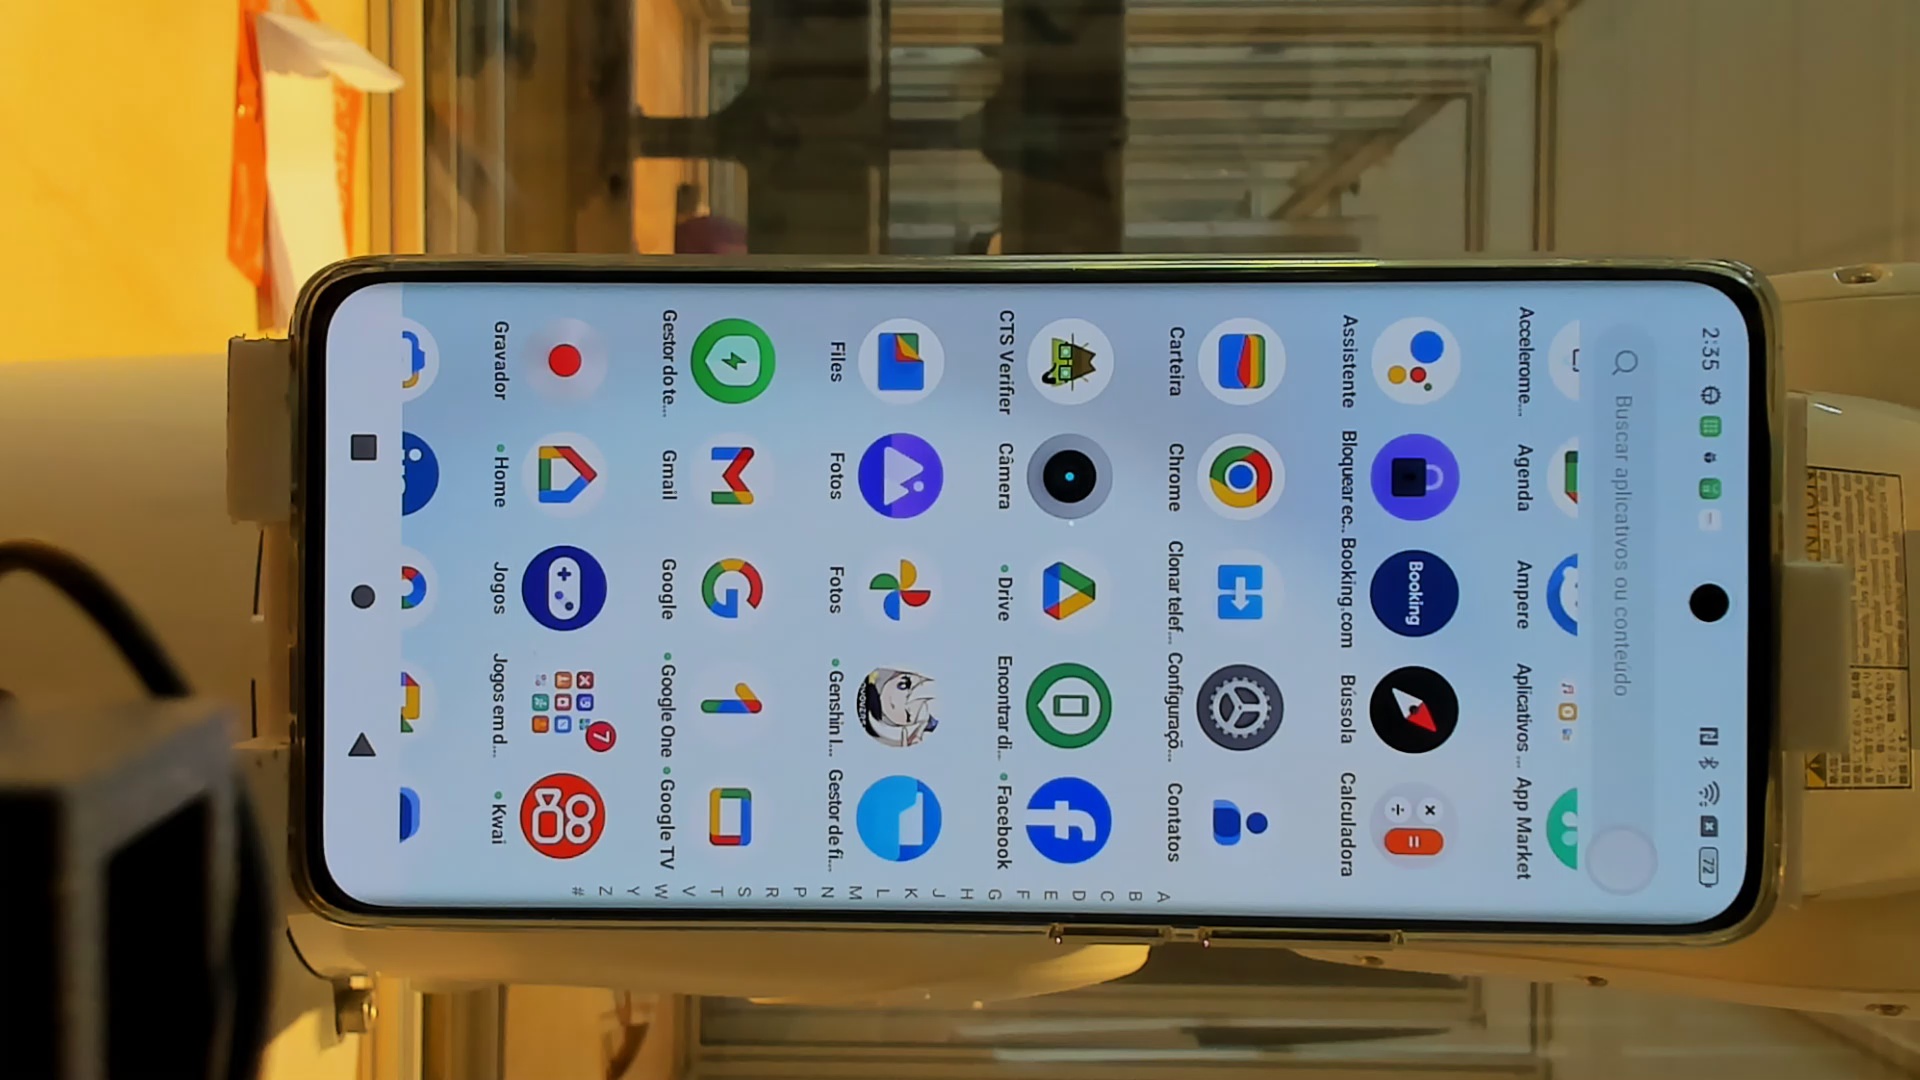 2:35
72
Buscar aplicativos ou conteúdo
Accelerome... Agenda Ampere Aplicativos ... App Market
Booking
Assistente Bloquear ec... Booking.com Bússola Calculadora
Carteira Chrome Clonar telef... Configuraçõ... Contatos
CTS Verifier Câmera Drive Encontrar di... Facebook
Files Fotos Fotos Genshin I... Gestor de fi...
Gestor do te... Gmail Google Google One Google TV
7
Gravador Home Jogos Jogos em d... Kwai
A
B
C
D
E
F
G
H
J
K
L
M
N
P
R
S
T
V
W
Y
Z
#